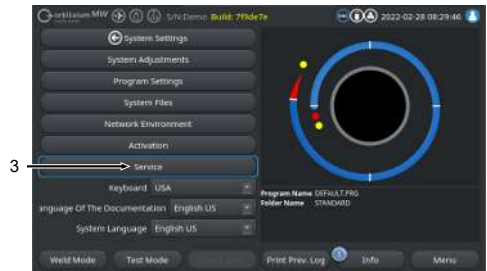 orbitalum MW S/N:Demo Build: 7f9de7e 2022-02-28 08:29:46
System Settings
System Adjustments
Program Settings
System Files
Network Environment
Activation
3 Service
Keyboard USA
anguage Of The Documentation English US
System Language English US
Program Name DEFAULT.PRG
Folder Name STANDARD
Weld Mode Test Mode Print Prev. Log Info Menu